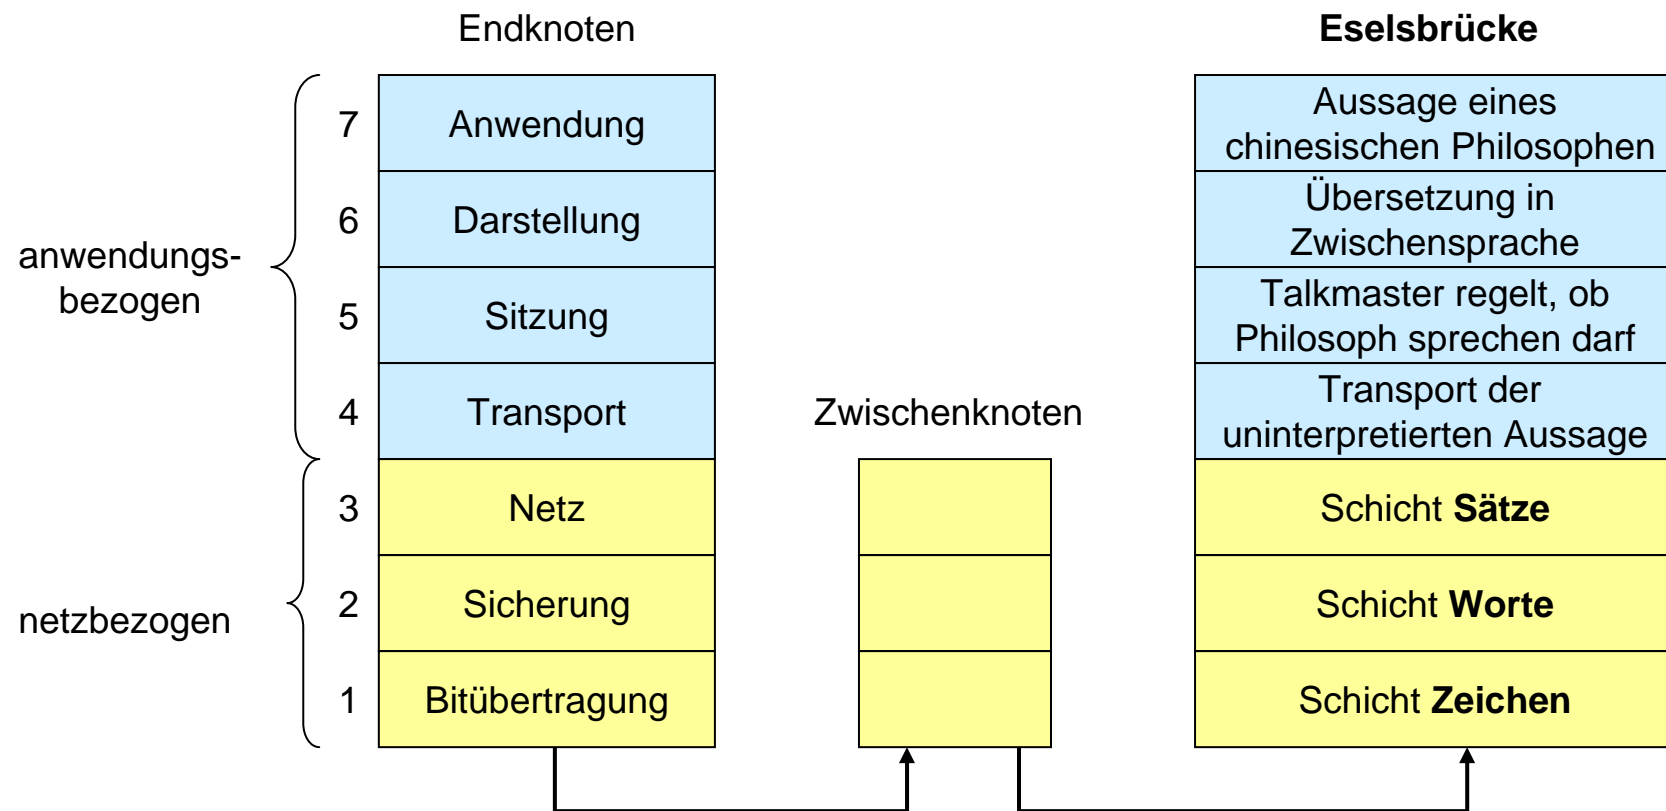 Endknoten
Eselsbrücke
anwendungs-
bezogen
7
Anwendung
Aussage eines
chinesischen Philosophen
6
Darstellung
Übersetzung in
Zwischensprache
5
Sitzung
Talkmaster regelt, ob
Philosoph sprechen darf
4
Transport
Zwischenknoten
Transport der
uninterpretierten Aussage
netzbezogen
3
Netz
Schicht Sätze
2
Sicherung
Schicht Worte
1
Bitübertragung
Schicht Zeichen